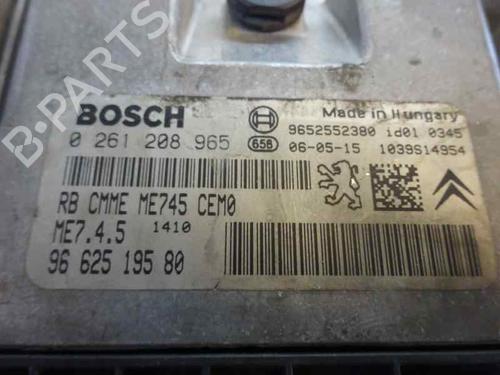 BOSCH
Made in Hungary
0 261 208 965
9652552380 id01 0345
658 06-05-15 1039S14954
RB CMME ME745 CEM0
ME7.4.5 1410
96 625 195 80
B-PARTS